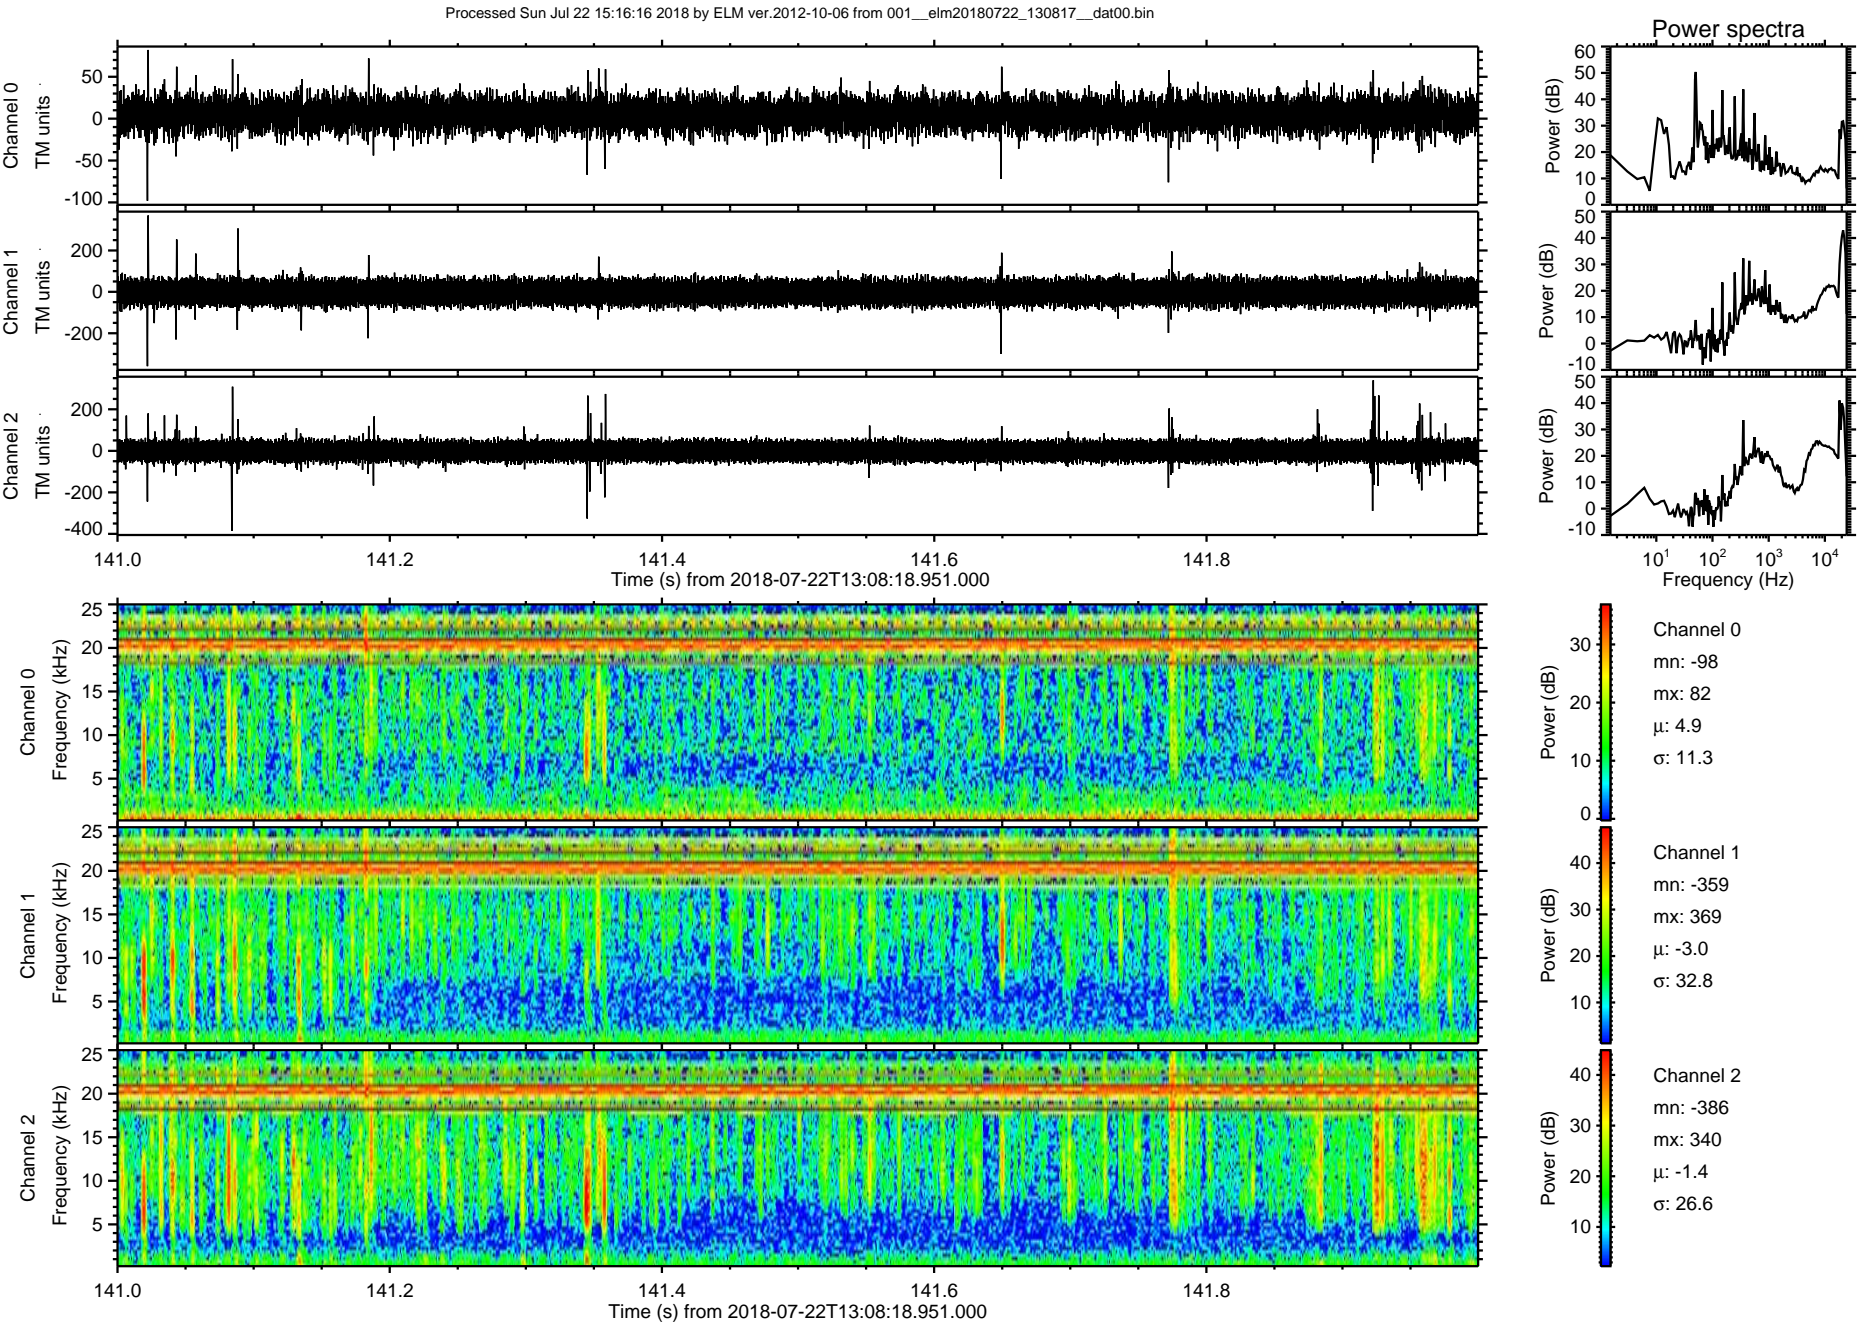 Processed Sun Jul 22 15:16:16 2018 by ELM ver.2012-10-06 from 001__elm20180722_130817__dat00.bin
Power spectra
Channel 0
TM units
50
0
-50
-100
Power (dB)
60
50
40
30
20
10
0
Channel 1
TM units
200
0
-200
Power (dB)
50
40
30
20
10
0
-10
Channel 2
TM units
200
0
-200
-400
Power (dB)
50
40
30
20
10
0
-10
141.0 141.2 141.4 141.6 141.8
Time (s) from 2018-07-22T13:08:18.951.000
10¹ 10² 10³ 10⁴
Frequency (Hz)
Channel 0
Frequency (kHz)
25
20
15
10
5
Power (dB)
30
20
10
0
Channel 0
mn: -98
mx: 82
μ: 4.9
σ: 11.3
Channel 1
Frequency (kHz)
25
20
15
10
5
Power (dB)
40
30
20
10
Channel 1
mn: -359
mx: 369
μ: -3.0
σ: 32.8
Channel 2
Frequency (kHz)
25
20
15
10
5
Power (dB)
40
30
20
10
Channel 2
mn: -386
mx: 340
μ: -1.4
σ: 26.6
141.0 141.2 141.4 141.6 141.8
Time (s) from 2018-07-22T13:08:18.951.000